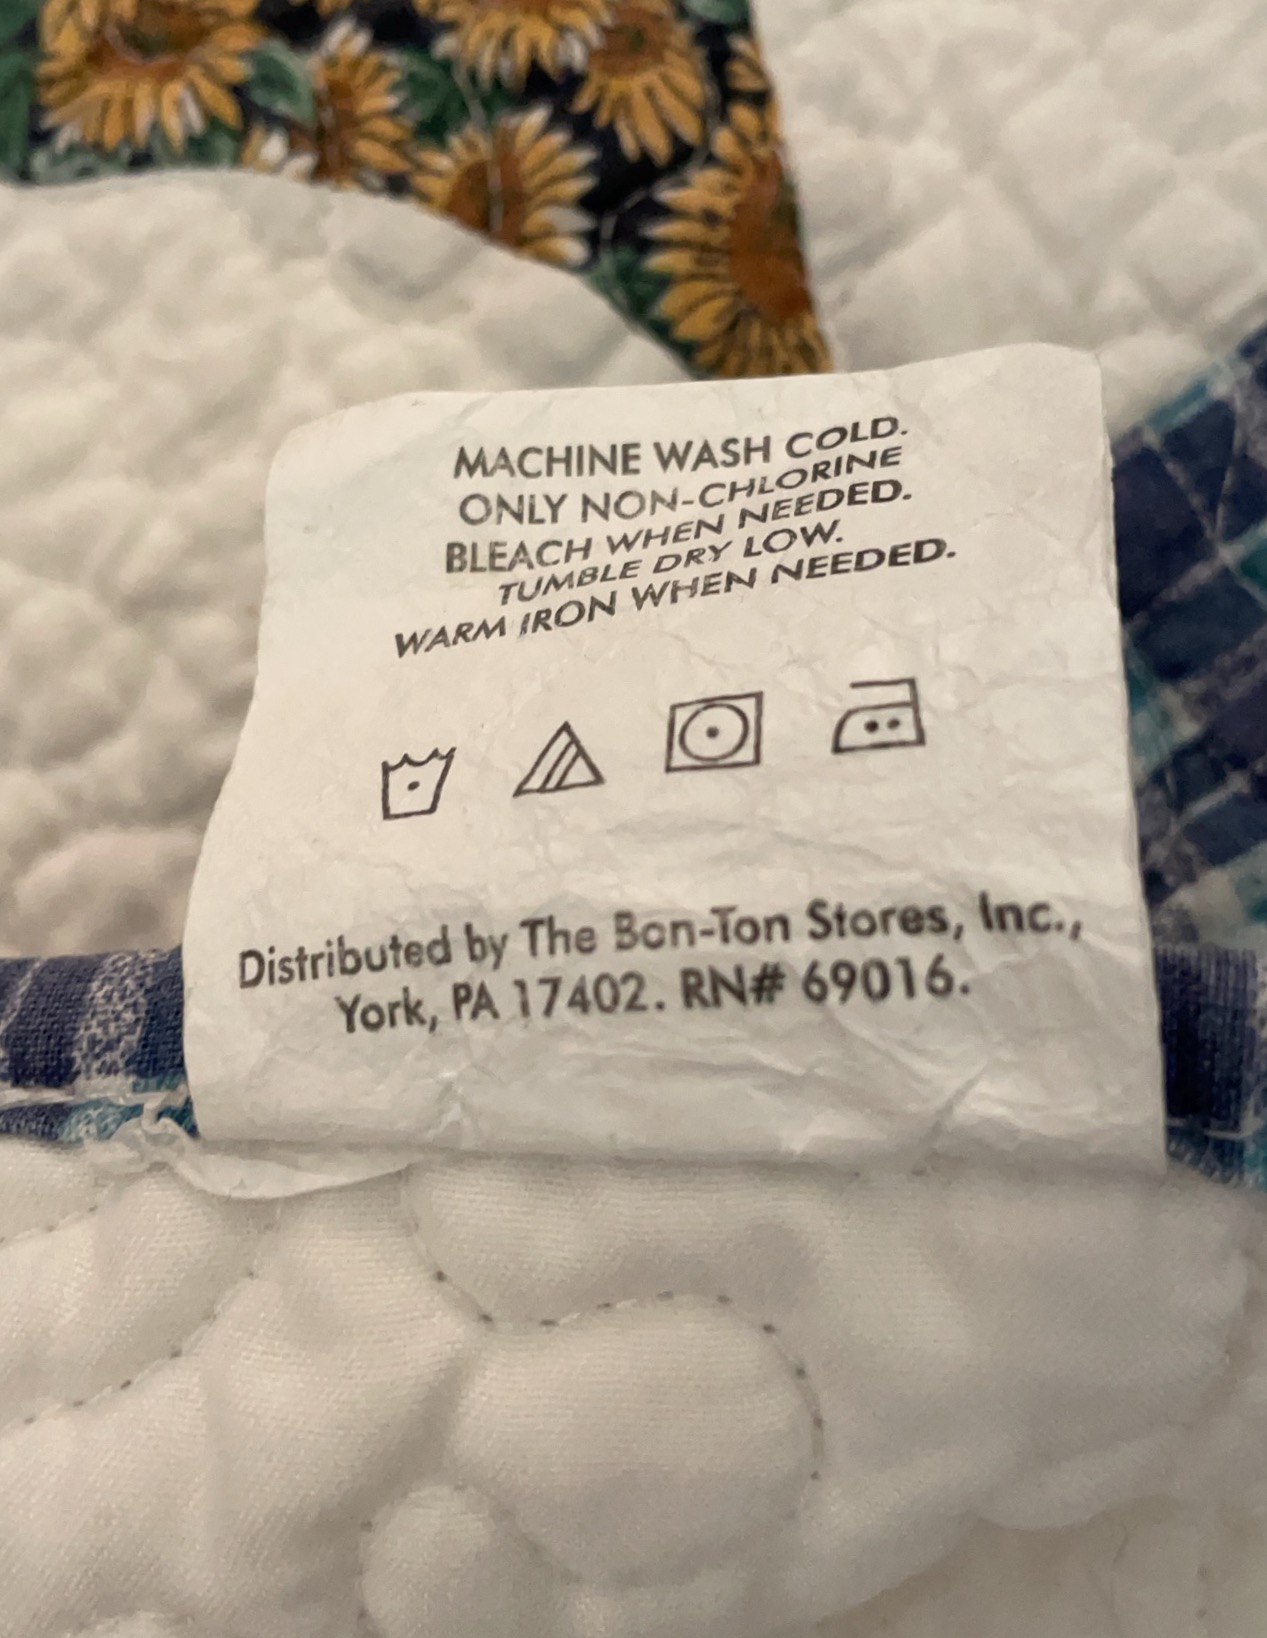 MACHINE WASH COLD.
ONLY NON-CHLORINE
BLEACH WHEN NEEDED.
TUMBLE DRY LOW.
WARM IRON WHEN NEEDED.
Distributed by The Bon-Ton Stores, Inc.,
York, PA 17402. RN# 69016.